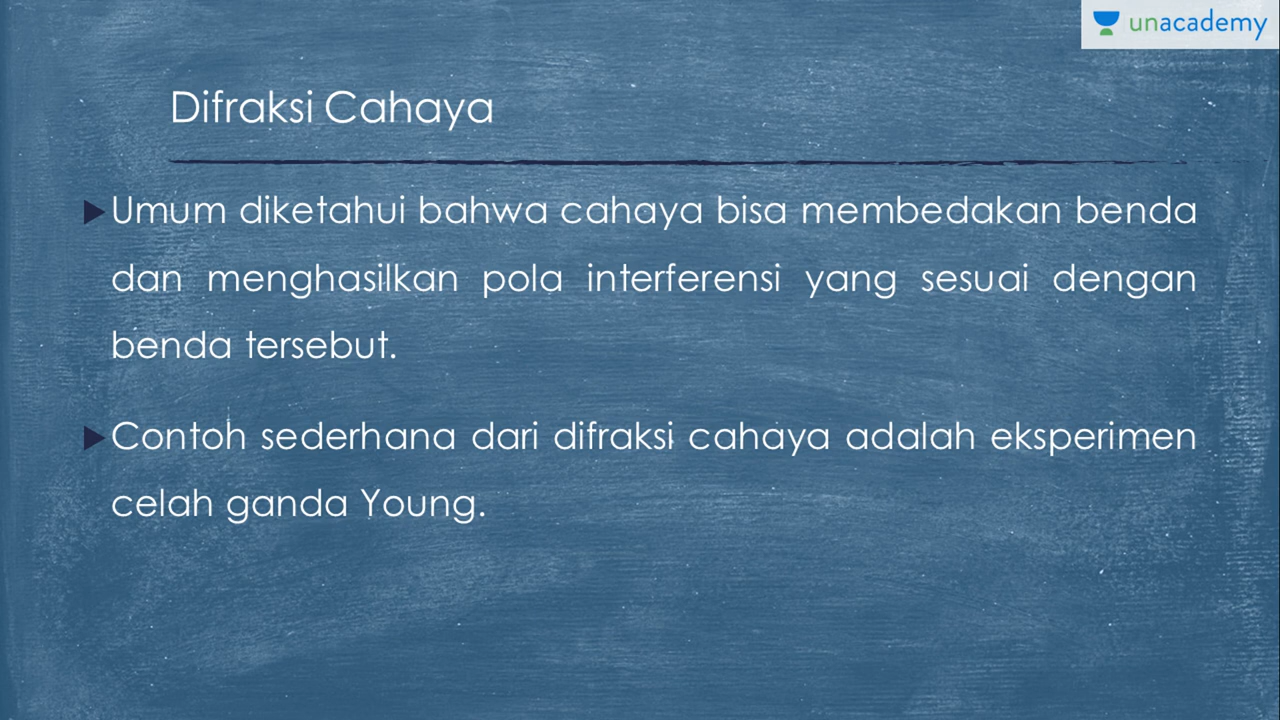 unacademy
Difraksi Cahaya
Umum diketahui bahwa cahaya bisa membedakan benda
dan menghasilkan pola interferensi yang sesuai dengan
benda tersebut.
Contoh sederhana dari difraksi cahaya adalah eksperimen
celah ganda Young.